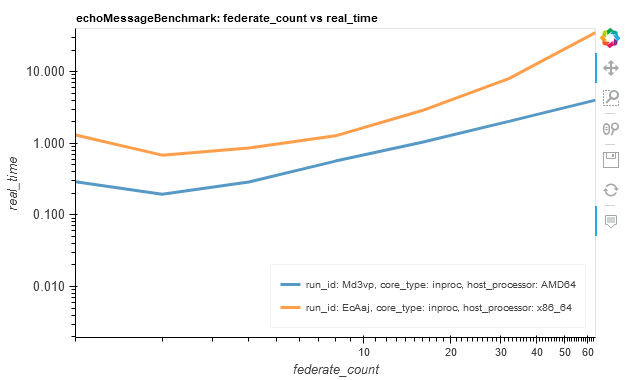 echoMessageBenchmark: federate_count vs real_time
10.000
1.000
0.100
0.010
real_time
run_id: Md3vp, core_type: inproc, host_processor: AMD64
run_id: EcAaj, core_type: inproc, host_processor: x86_64
10 20 30 40 50 60
federate_count